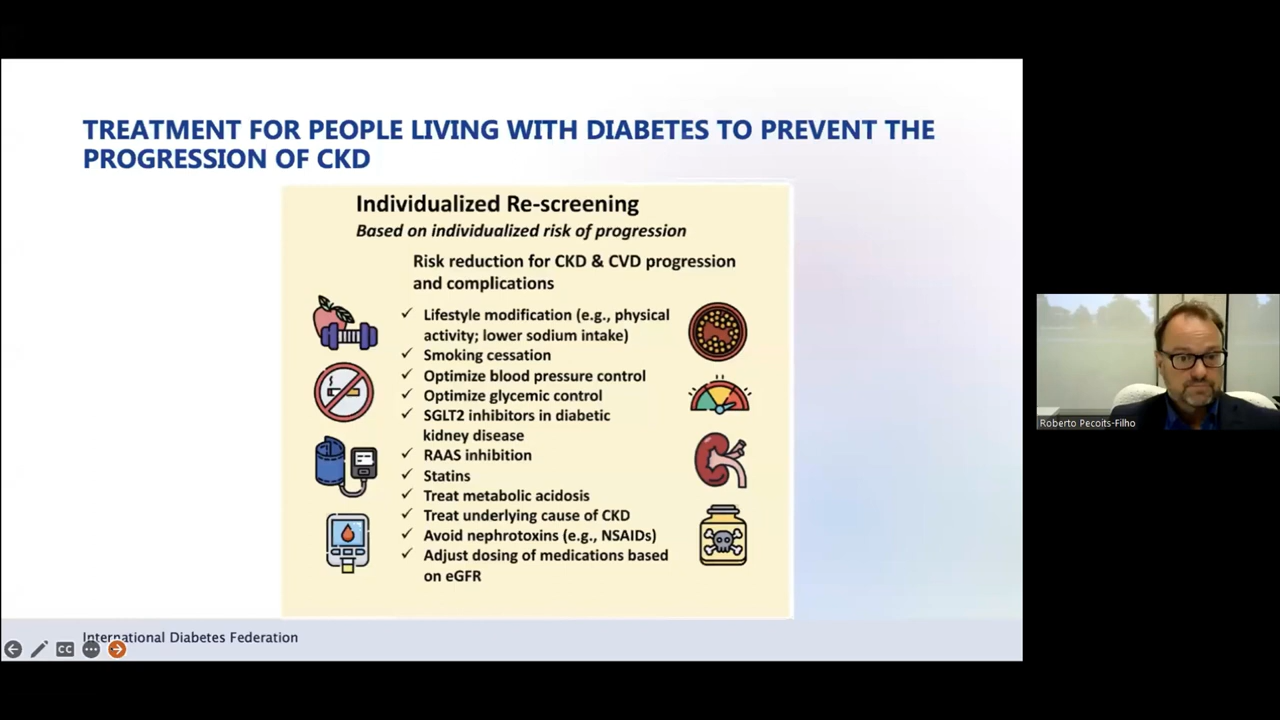 TREATMENT FOR PEOPLE LIVING WITH DIABETES TO PREVENT THE
PROGRESSION OF CKD
Individualized Re-screening
Based on individualized risk of progression
Risk reduction for CKD & CVD progression
and complications
✓ Lifestyle modification (e.g., physical
activity; lower sodium intake)
✓ Smoking cessation
✓ Optimize blood pressure control
✓ Optimize glycemic control
✓ SGLT2 inhibitors in diabetic
kidney disease
✓ RAAS inhibition
✓ Statins
✓ Treat metabolic acidosis
✓ Treat underlying cause of CKD
✓ Avoid nephrotoxins (e.g., NSAIDs)
✓ Adjust dosing of medications based
on eGFR
International Diabetes Federation
CC
Roberto Pecoits-Filho